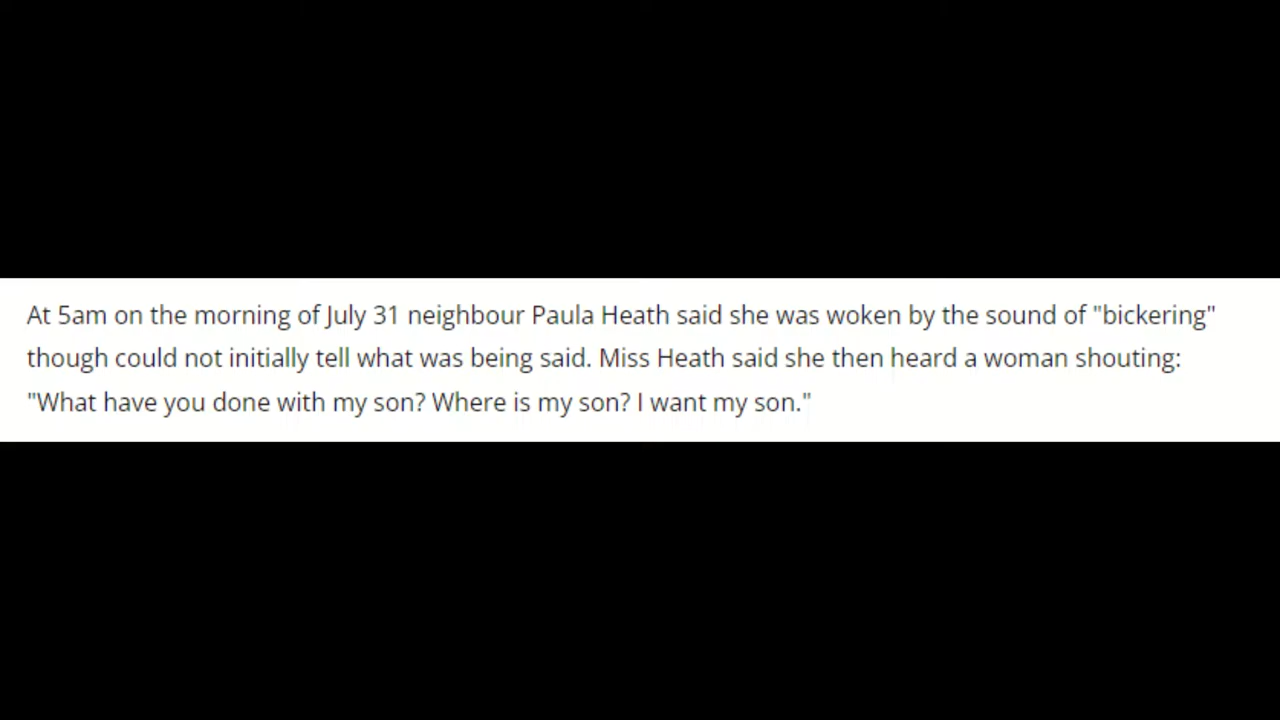 At 5am on the morning of July 31 neighbour Paula Heath said she was woken by the sound of "bickering"
though could not initially tell what was being said. Miss Heath said she then heard a woman shouting:
"What have you done with my son? Where is my son? I want my son."